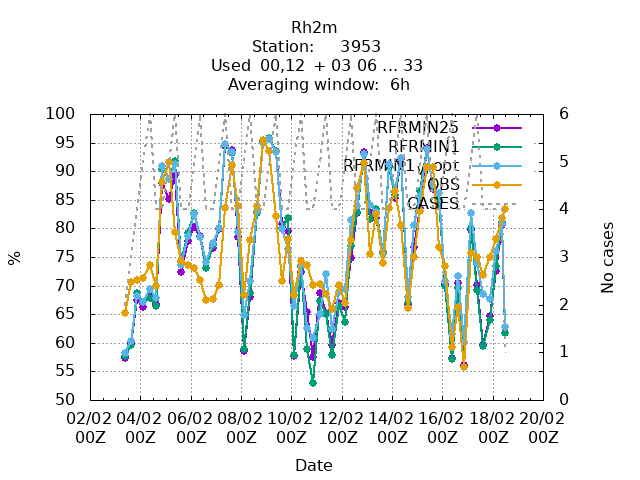 Rh2m
Station: 3953
Used 00,12 + 03 06 ... 33
Averaging window: 6h
100
95
90
85
80
75
70
65
60
55
50
%
6
5
4
3
2
1
0
No cases
RFRMIN25
RFRMIN1
RFRMIN1_opt
OBS
CASES
02/02 04/02 06/02 08/02 10/02 12/02 14/02 16/02 18/02 20/02
00Z 00Z 00Z 00Z 00Z 00Z 00Z 00Z 00Z 00Z
Date